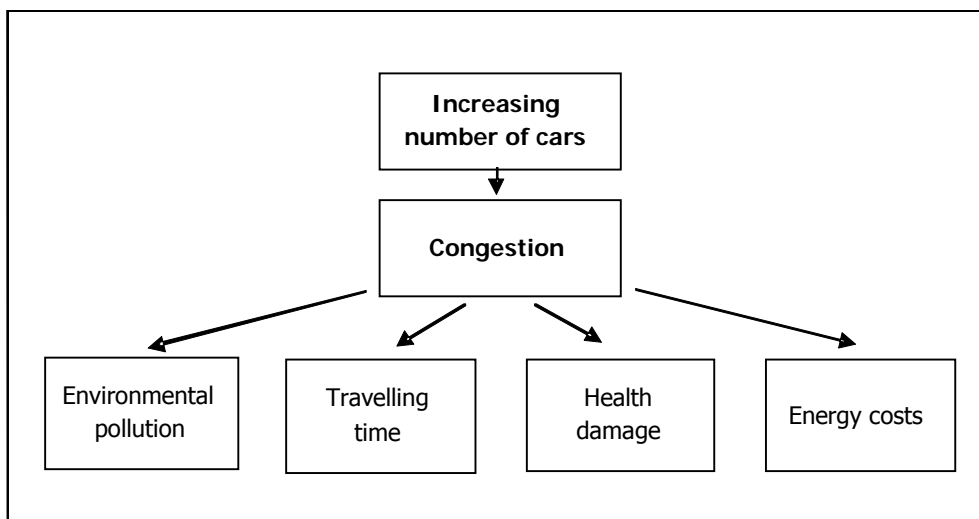 Increasing
number of cars
Congestion
Environmental
pollution
Travelling
time
Health
damage
Energy costs